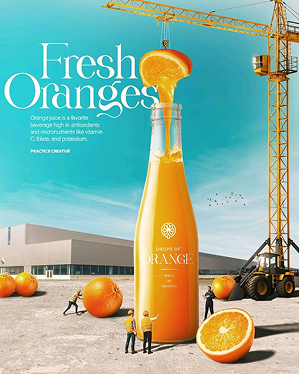 Fresh
Oranges
Orange juice is a favorite
beverage high in antioxidants
and micronutrients like vitamin
C, folate, and potassium.
PRACTICE CREATIVE
DROPS OF
ORANGE